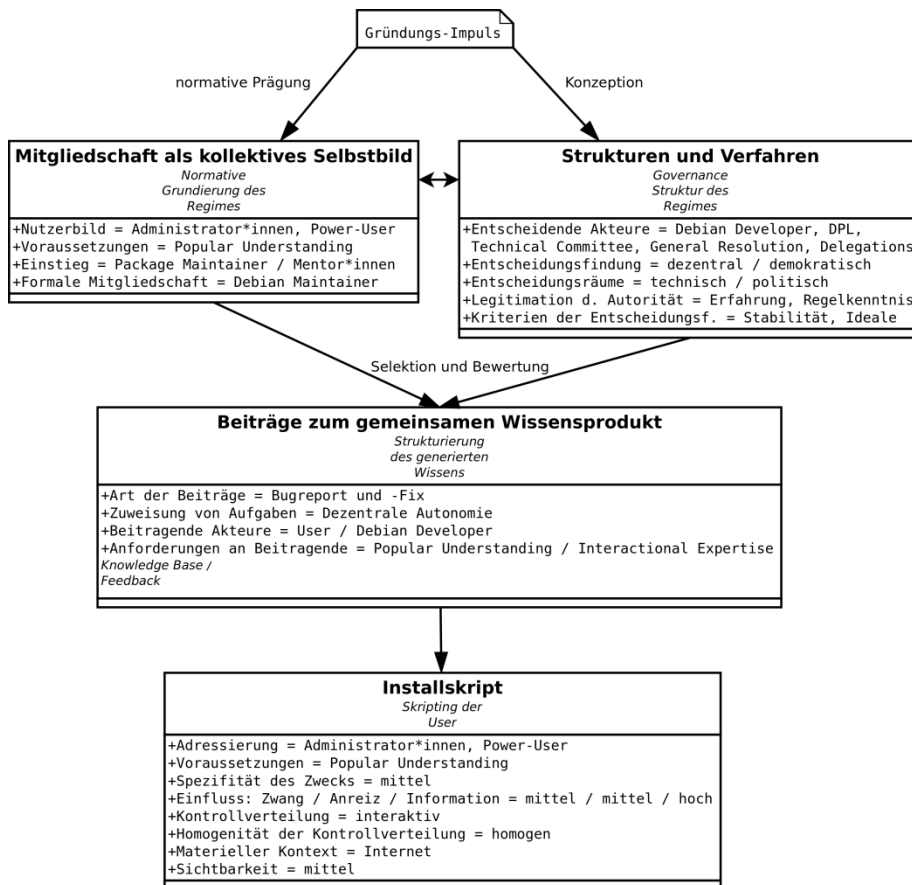 Gründungs-Impuls
normative Prägung
Konzeption
Mitgliedschaft als kollektives Selbstbild
Normative
Grundierung des
Regimes
+Nutzerbild = Administrator*innen, Power-User
+Voraussetzungen = Popular Understanding
+Einstieg = Package Maintainer / Mentor*innen
+Formale Mitgliedschaft = Debian Maintainer
Strukturen und Verfahren
Governance
Struktur des
Regimes
+Entscheidende Akteure = Debian Developer, DPL,
Technical Committee, General Resolution, Delegations
+Entscheidungsfindung = dezentral / demokratisch
+Entscheidungsräume = technisch / politisch
+Legitimation d. Autorität = Erfahrung, Regelkenntnis
+Kriterien der Entscheidungsf. = Stabilität, Ideale
Selektion und Bewertung
Beiträge zum gemeinsamen Wissensprodukt
Strukturierung
des generierten
Wissens
+Art der Beiträge = Bugreport und -Fix
+Zuweisung von Aufgaben = Dezentrale Autonomie
+Beitragende Akteure = User / Debian Developer
+Anforderungen an Beitragende = Popular Understanding / Interactional Expertise
Knowledge Base /
Feedback
Installskript
Skripting der
User
+Adressierung = Administrator*innen, Power-User
+Voraussetzungen = Popular Understanding
+Spezifität des Zwecks = mittel
+Einfluss: Zwang / Anreiz / Information = mittel / mittel / hoch
+Kontrollverteilung = interaktiv
+Homogenität der Kontrollverteilung = homogen
+Materieller Kontext = Internet
+Sichtbarkeit = mittel